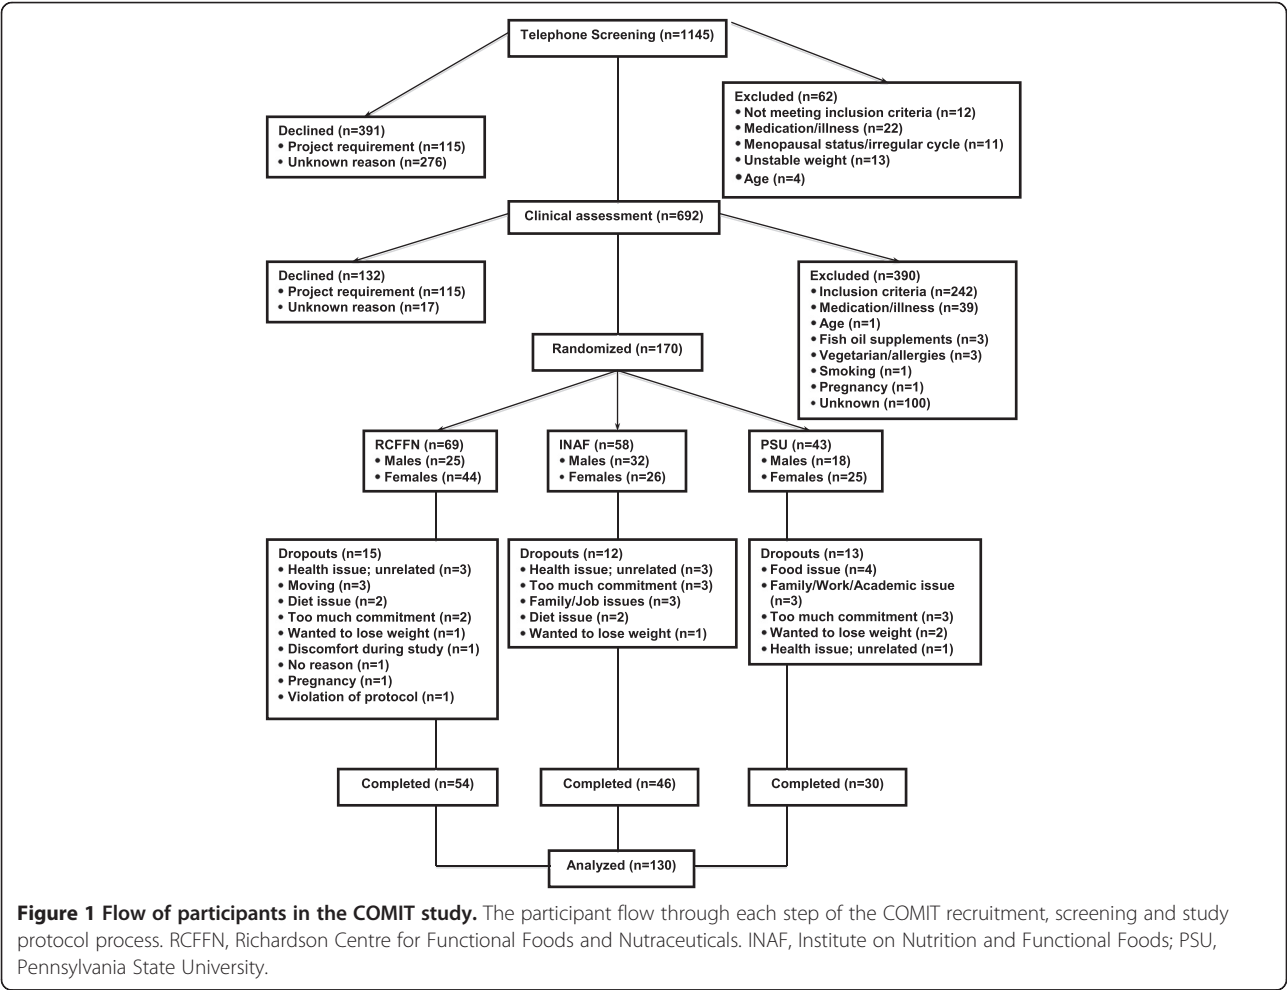 Telephone Screening (n=1145)
Excluded (n=62)
• Not meeting inclusion criteria (n=12)
• Medication/illness (n=22)
• Menopausal status/irregular cycle (n=11)
• Unstable weight (n=13)
• Age (n=4)
Declined (n=391)
• Project requirement (n=115)
• Unknown reason (n=276)
Clinical assessment (n=692)
Declined (n=132)
• Project requirement (n=115)
• Unknown reason (n=17)
Excluded (n=390)
• Inclusion criteria (n=242)
• Medication/illness (n=39)
• Age (n=1)
• Fish oil supplements (n=3)
• Vegetarian/allergies (n=3)
• Smoking (n=1)
• Pregnancy (n=1)
• Unknown (n=100)
Randomized (n=170)
RCFFN (n=69)
• Males (n=25)
• Females (n=44)
INAF (n=58)
• Males (n=32)
• Females (n=26)
PSU (n=43)
• Males (n=18)
• Females (n=25)
Dropouts (n=15)
• Health issue; unrelated (n=3)
• Moving (n=3)
• Diet issue (n=2)
• Too much commitment (n=2)
• Wanted to lose weight (n=1)
• Discomfort during study (n=1)
• No reason (n=1)
• Pregnancy (n=1)
• Violation of protocol (n=1)
Dropouts (n=12)
• Health issue; unrelated (n=3)
• Too much commitment (n=3)
• Family/Job issues (n=3)
• Diet issue (n=2)
• Wanted to lose weight (n=1)
Dropouts (n=13)
• Food issue (n=4)
• Family/Work/Academic issue
(n=3)
• Too much commitment (n=3)
• Wanted to lose weight (n=2)
• Health issue; unrelated (n=1)
Completed (n=54)
Completed (n=46)
Completed (n=30)
Analyzed (n=130)
Figure 1 Flow of participants in the COMIT study. The participant flow through each step of the COMIT recruitment, screening and study
protocol process. RCFFN, Richardson Centre for Functional Foods and Nutraceuticals. INAF, Institute on Nutrition and Functional Foods; PSU,
Pennsylvania State University.